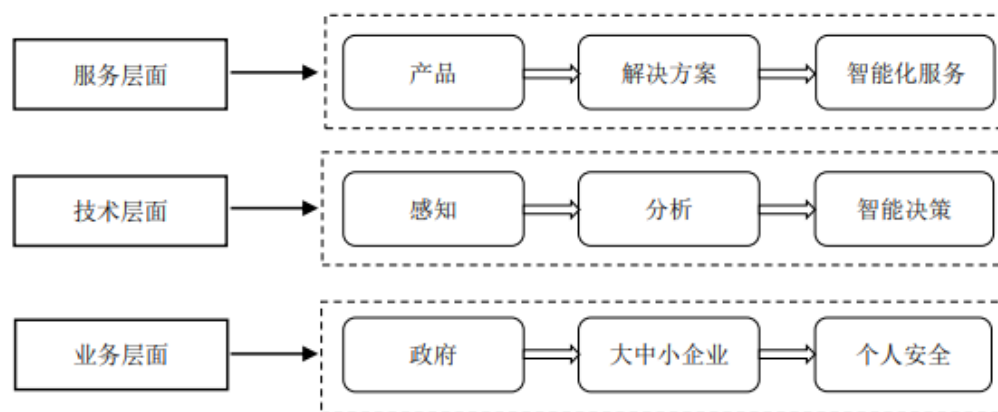 服务层面 产品 解决方案 智能化服务
技术层面 感知 分析 智能决策
业务层面 政府 大中小企业 个人安全